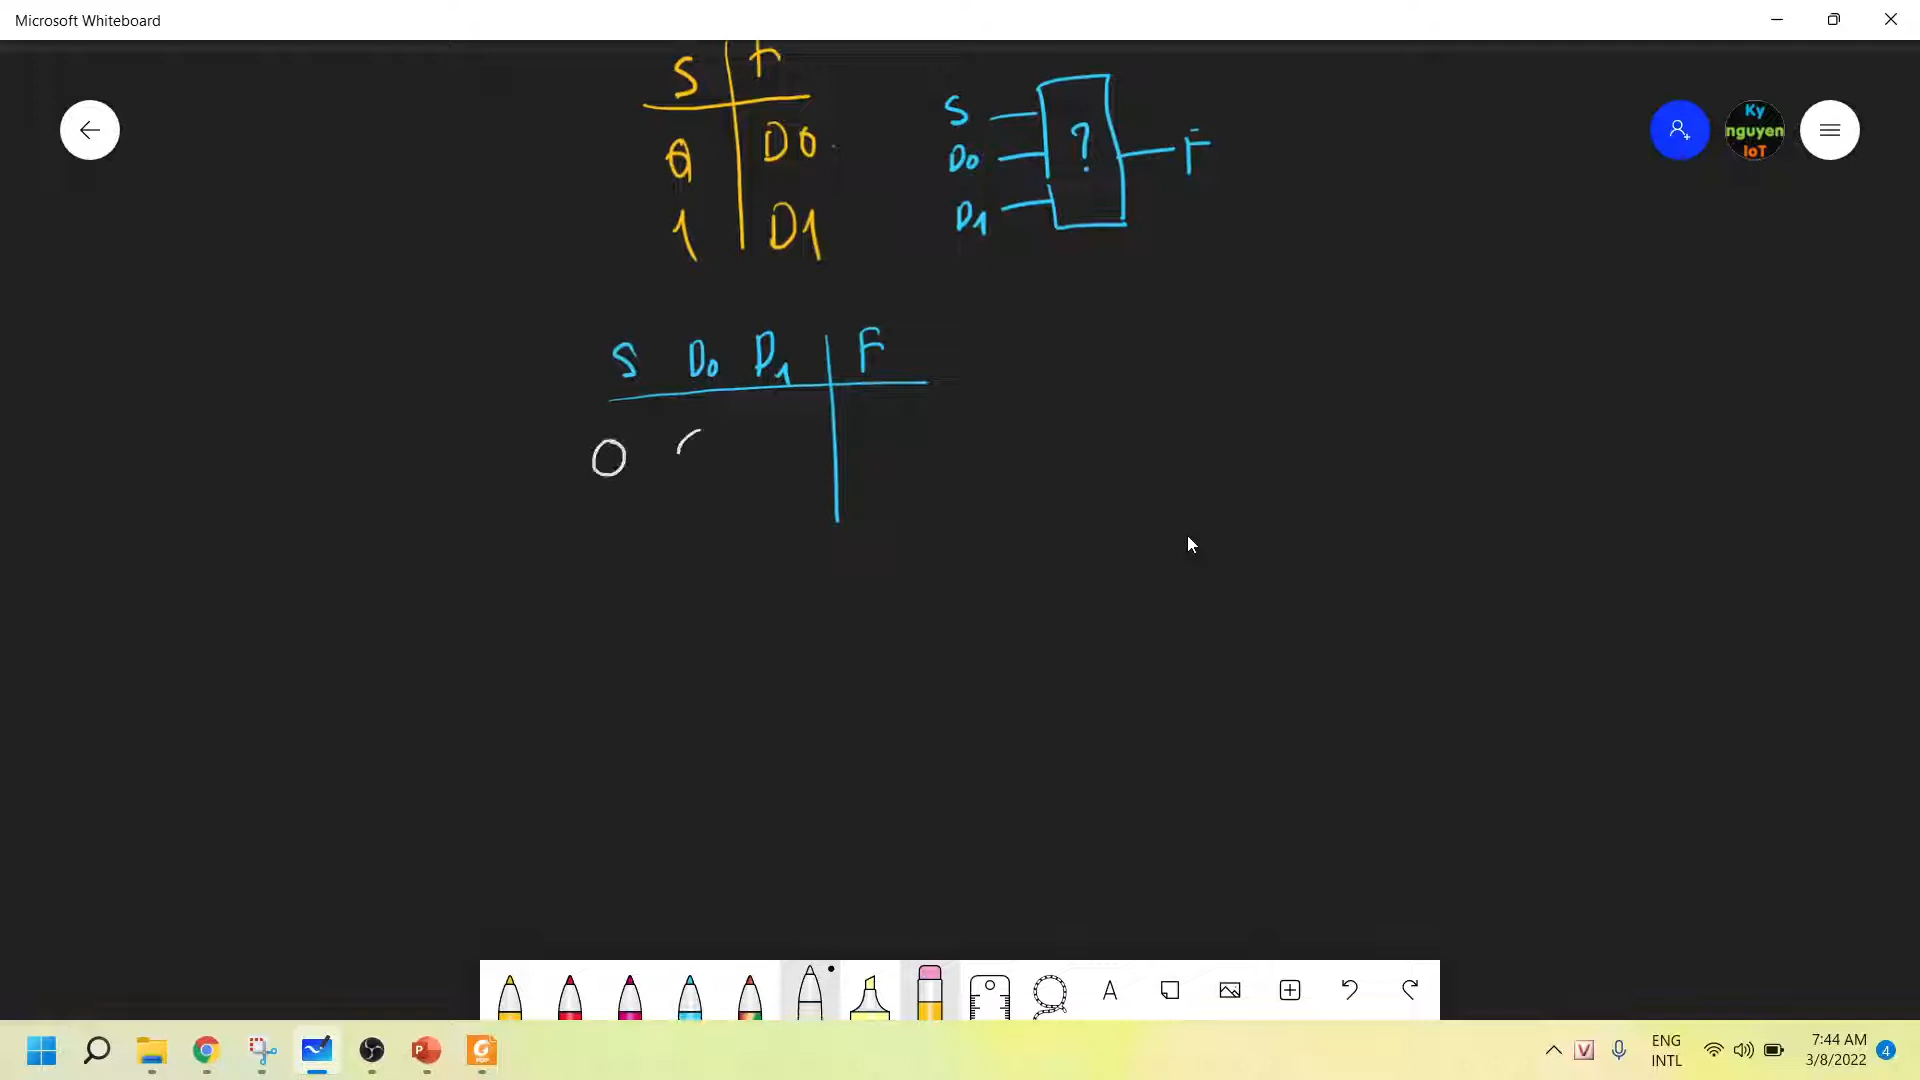 Microsoft Whiteboard
S F
0 D0
1 D1
S
D0
D1
?
F
Ky
nguyen
IoT
S D0 D1 F
0
A
ENG
INTL
7:44 AM
3/8/2022
4